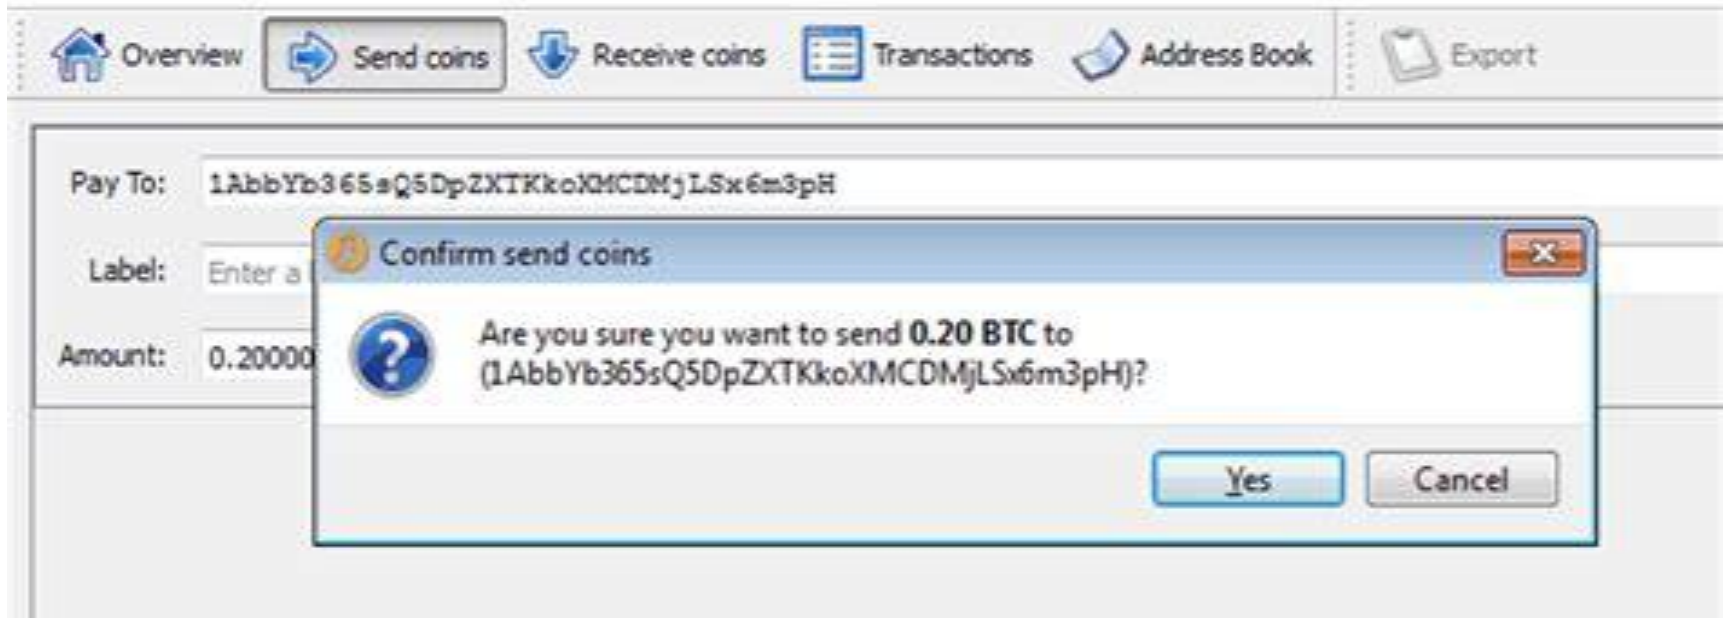 Overview Send coins Receive coins Transactions Address Book Export
Pay To: 1AbbYb365sQ5DpZXTKkoXMCDMjLSx6m3pH
Confirm send coins
Label: Enter a
Are you sure you want to send 0.20 BTC to
(1AbbYb365sQ5DpZXTKkoXMCDMjLSx6m3pH)?
Amount: 0.20000
Yes Cancel